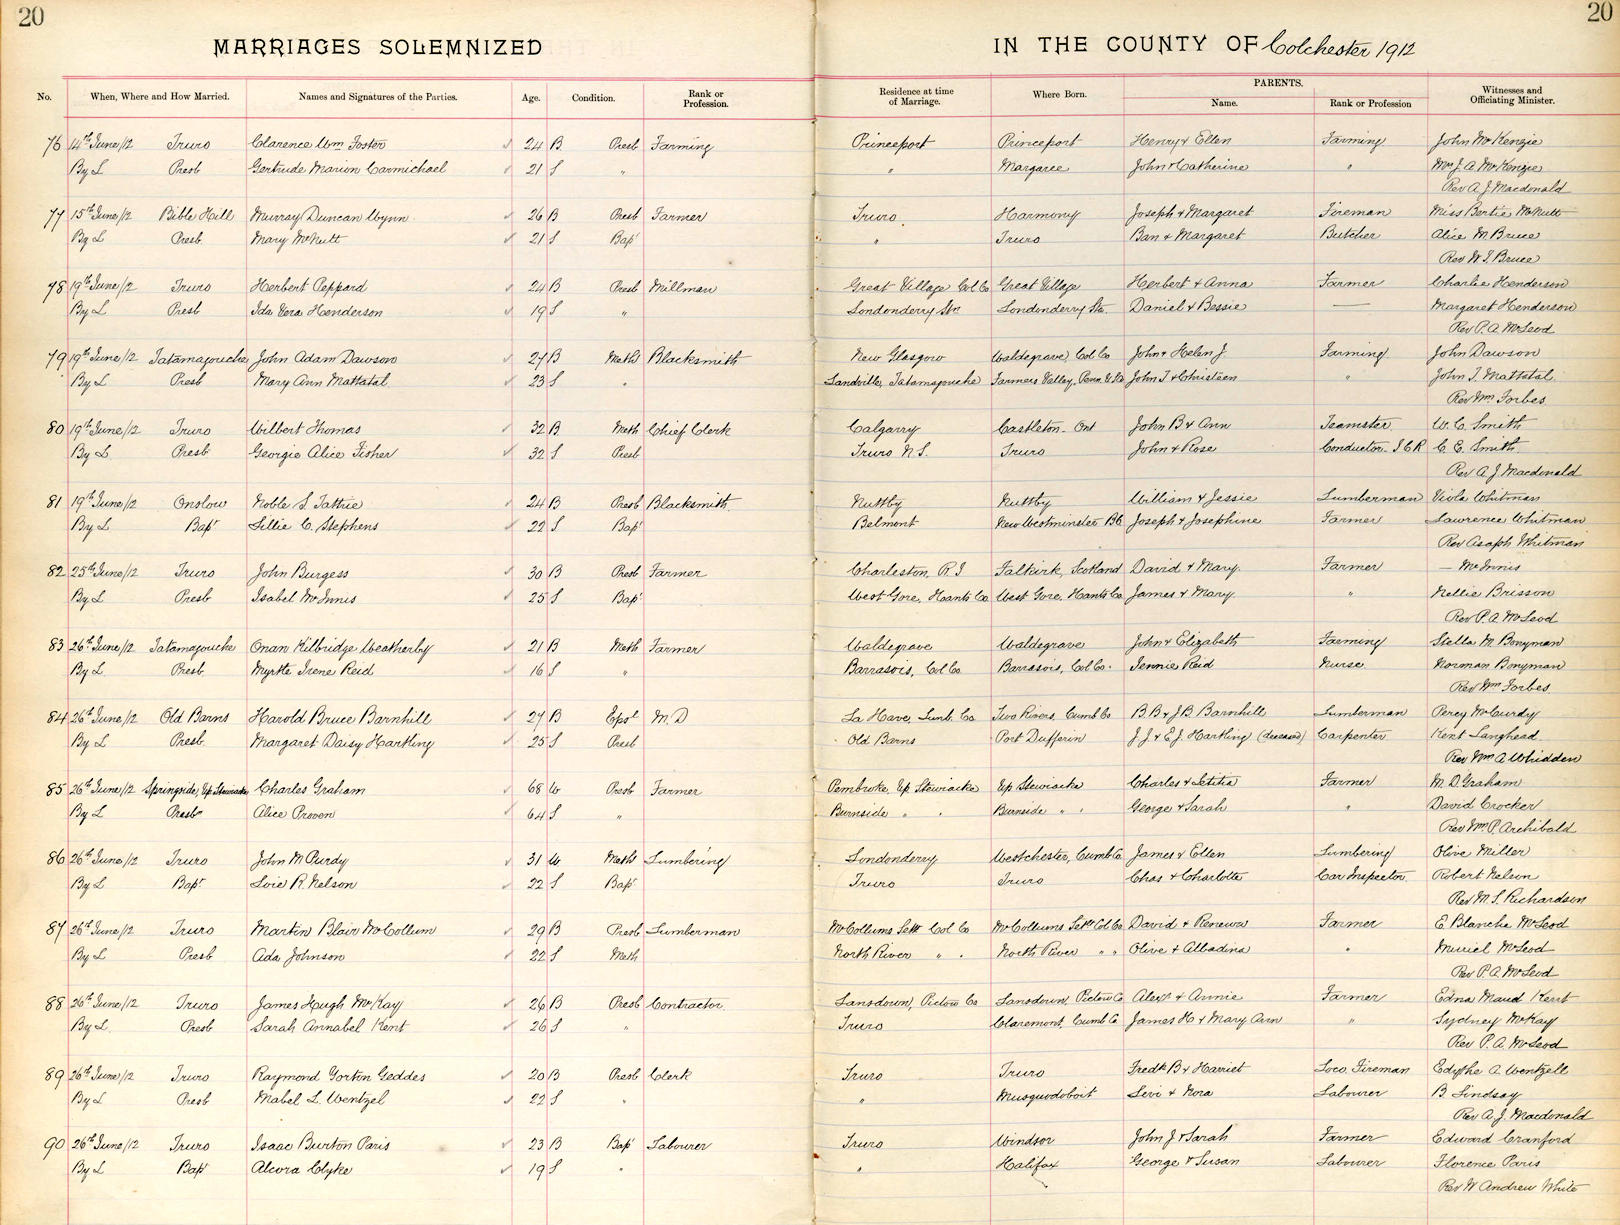 20
20
MARRIAGES SOLEMNIZED
IN THE COUNTY OF Colchester 1912
No. When, Where and How Married. Names and Signatures of the Parties. Age. Condition. Rank or Profession. Residence at time of Marriage. Where Born. PARENTS. Name. Rank or Profession Witnesses and Officiating Minister.
76 14th June/12 Truro Clarence Wm Foster 24 B Presb Farming Princeport Princeport Henry & Ellen Farming John McKenzie
By L Presb Gertrude Marion Carmichael 21 S " " Margaree John & Catherine " Mrs J. A. McKenzie
Rev A. J. Macdonald
77 15th June/12 Bible Hill Murray Duncan Wynn 26 B Presb Farmer Truro Harmony Joseph & Margaret Fireman Miss Bertie McNutt
By L Presb Mary McNutt 21 S Bapt " Truro Ban & Margaret Butcher Alice M. Bruce
Rev W. S. Bruce
78 19th June/12 Truro Herbert Peppard 24 B Presb Millman Great Village Col Co Great Village Herbert & Anna Farmer Charlie Henderson
By L Presb Ida Vera Henderson 19 S " Londonderry Stn Londonderry Sta. Daniel & Bessie — Margaret Henderson
Rev P. A. McLeod
79 19th June/12 Tatamagouche John Adam Dawson 27 B Meth Blacksmith New Glasgow Waldegrave, Col Co John & Helen J. Farming John Dawson
By L Presb Mary Ann Mattatal 23 S " Sandville, Tatamagouche Farmers Valley, Penn. John T & Christeen " John T. Mattatal
Rev Wm Forbes
80 19th June/12 Truro Wilbert Thomas 32 B Meth Chief Clerk Calgarry Castleton - Ont John B & Ann Teamster W. C. Smith
By L Presb Georgie Alice Fisher 32 S Presb Truro N.S. Truro John & Rose Conductor I C R C. E. Smith
Rev A. J. Macdonald
81 19th June/12 Onslow Noble S. Tattrie 24 B Presb Blacksmith Nuttby Nuttby William & Jessie Lumberman Viola Whitman
By L Bapt Lillie C. Stephens 22 S Bapt Belmont New Westminster BC Joseph & Josephine Farmer Lawrence Whitman
Rev Asaph Whitman
82 25th June/12 Truro John Burgess 30 B Presb Farmer Charleston, R. I Falkirk, Scotland David & Mary Farmer — McInnis
By L Presb Isabel McInnis 25 S Bapt West Gore, Hants Co West Gore, Hants Co James & Mary " Nellie Brisson
Rev P. A. McLeod
83 26th June/12 Tatamagouche Onan Kilbridge Weatherby 21 B Meth Farmer Waldegrave Waldegrave John & Elizabeth Farming Stella M. Bonyman
By L Presb Myrtle Irene Reid 16 S " Barrasois, Col Co. Barrasois, Col Co. Jennie Reid Nurse Norman Bonyman
Rev Wm Forbes
84 26th June/12 Old Barns Harold Bruce Barnhill 27 B Epsl M. D La Have, Lunb. Co Two Rivers, Cumb Co B. B & J. B. Barnhill Lumberman Percy McCurdy
By L Presb. Margaret Daisy Hartling 25 S Presb Old Barns Port Dufferin J. J. & E. J. Hartling (deceased) Carpenter Kent Langhead
Rev Wm A Whidden
85 26th June/12 Springside, Up Stewiacke Charles Graham 68 W Presb Farmer Pembroke, Up Stewiacke Up Stewiacke Charles & Letitia Farmer M. D. Graham
By L Presbn Alice Proven 64 S " Burnside " " Burnside " " George & Sarah " David Crocker
Rev Wm P. Archibald
86 26th June/12 Truro John M Purdy 31 W Meth Lumbering Londonderry Westchester, Cumb Co James & Ellen Lumbering Olive Miller
By L Bapt Loie R. Nelson 22 S Bapt Truro Truro Chas & Charlotte Car Inspector Robert Nelson
Rev M. S. Richardson
87 26th June/12 Truro Martin Blair McCollum 29 B Presb Lumberman McCollums Settl Col Co McCollums Settl Col Co David & Renewa Farmer E Blanche McLeod
By L Presb Ada Johnson 22 S Meth North River " " North River " " Olive & Albadina " Muriel McLeod
Rev P. A. McLeod
88 26th June/12 Truro James Hugh McKay 26 B Presb Contractor Lansdown, Pictou Co Lansdown, Pictou Co Alexr & Annie Farmer Edna Maud Kent
By L Presb Sarah Annabel Kent 26 S " Truro Claremont, Cumb Co James H & Mary Ann " Sydney McKay
Rev P. A. McLeod
89 26th June/12 Truro Raymond Gorton Geddes 20 B Presb Clerk Truro Truro Fredk B & Harriet Loco. Fireman Edythe A Wentzell
By L Presb Mabel L. Wentzel 22 S " " Musquodoboit Levi & Nora Labourer B. Lindsay
Rev A. J. Macdonald
90 26th June/12 Truro Isaac Burton Paris 23 B Bapt Labourer Truro Windsor John J & Sarah Farmer Edward Cranford
By L Bapt Alvora Clyke 19 S " " Halifax George & Susan Labourer Florence Paris
Rev W. Andrew White